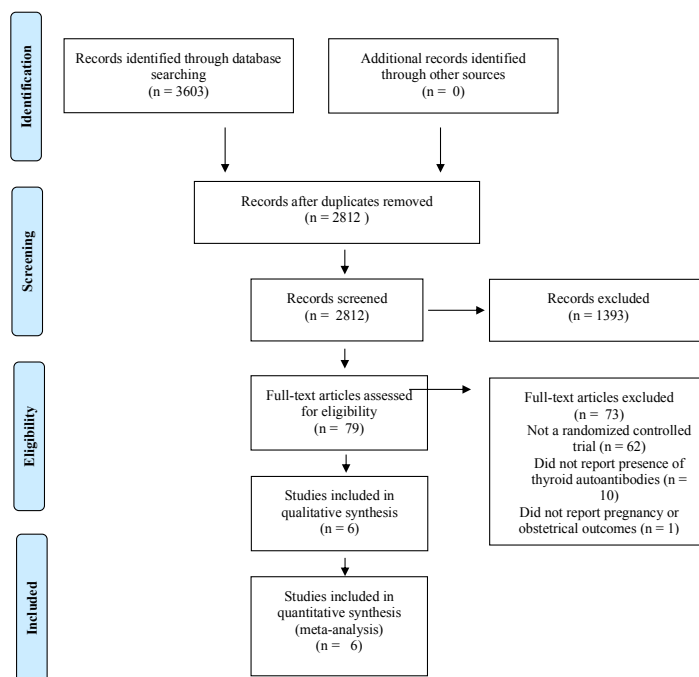 Identification
Records identified through database
searching
(n = 3603)
Additional records identified
through other sources
(n = 0)
Screening
Records after duplicates removed
(n = 2812 )
Records screened
(n = 2812)
Records excluded
(n = 1393)
Eligibility
Full-text articles assessed
for eligibility
(n = 79)
Full-text articles excluded
(n = 73)
Not a randomized controlled
trial (n = 62)
Did not report presence of
thyroid autoantibodies (n =
10)
Did not report pregnancy or
obstetrical outcomes (n = 1)
Studies included in
qualitative synthesis
(n = 6)
Included
Studies included in
quantitative synthesis
(meta-analysis)
(n = 6)